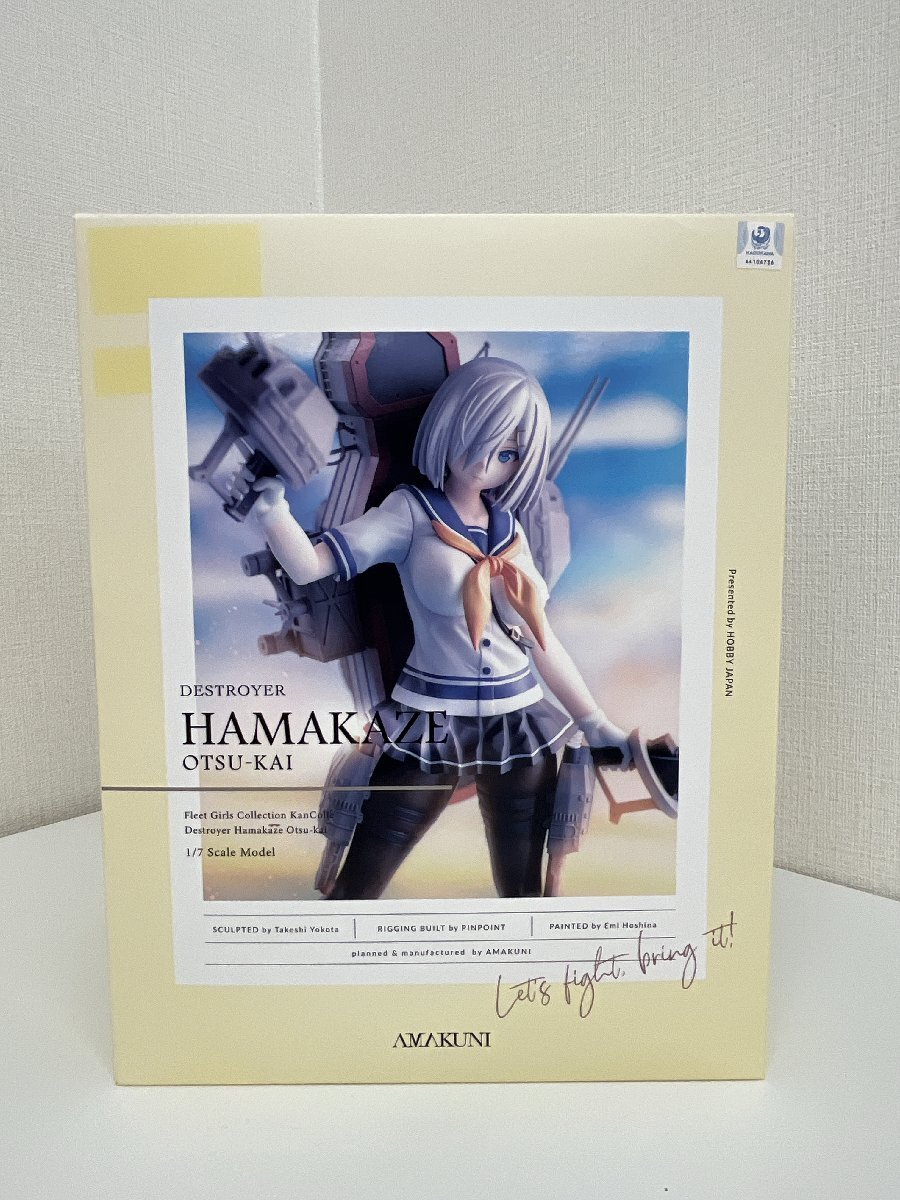 KADOKAWA
Presented by HOBBY JAPAN
DESTROYER
HAMAKAZE
OTSU-KAI
Fleet Girls Collection KanColle
Destroyer Hamakaze Otsu-kai
1/7 Scale Model
SCULPTED by Takeshi Yokota
RIGGING BUILT by PINPOINT
PAINTED by Emi Hoshina
planned & manufactured by AMAKUNI
Let's fight, bring it!
AMAKUNI